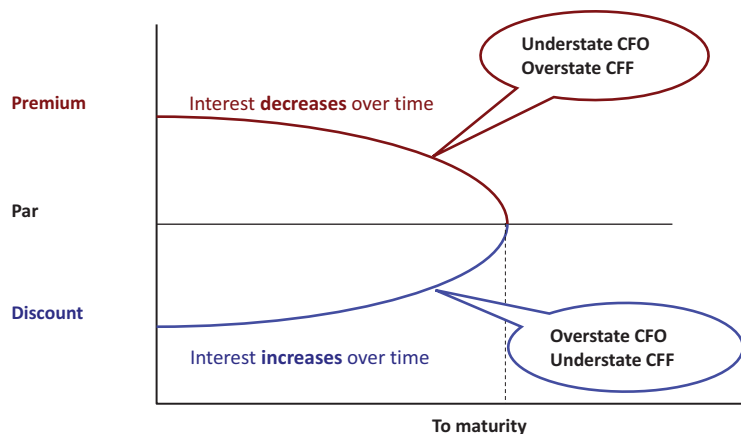 Understate CFO
Overstate CFF
Premium
Interest decreases over time
Par
Discount
Overstate CFO
Understate CFF
Interest increases over time
To maturity